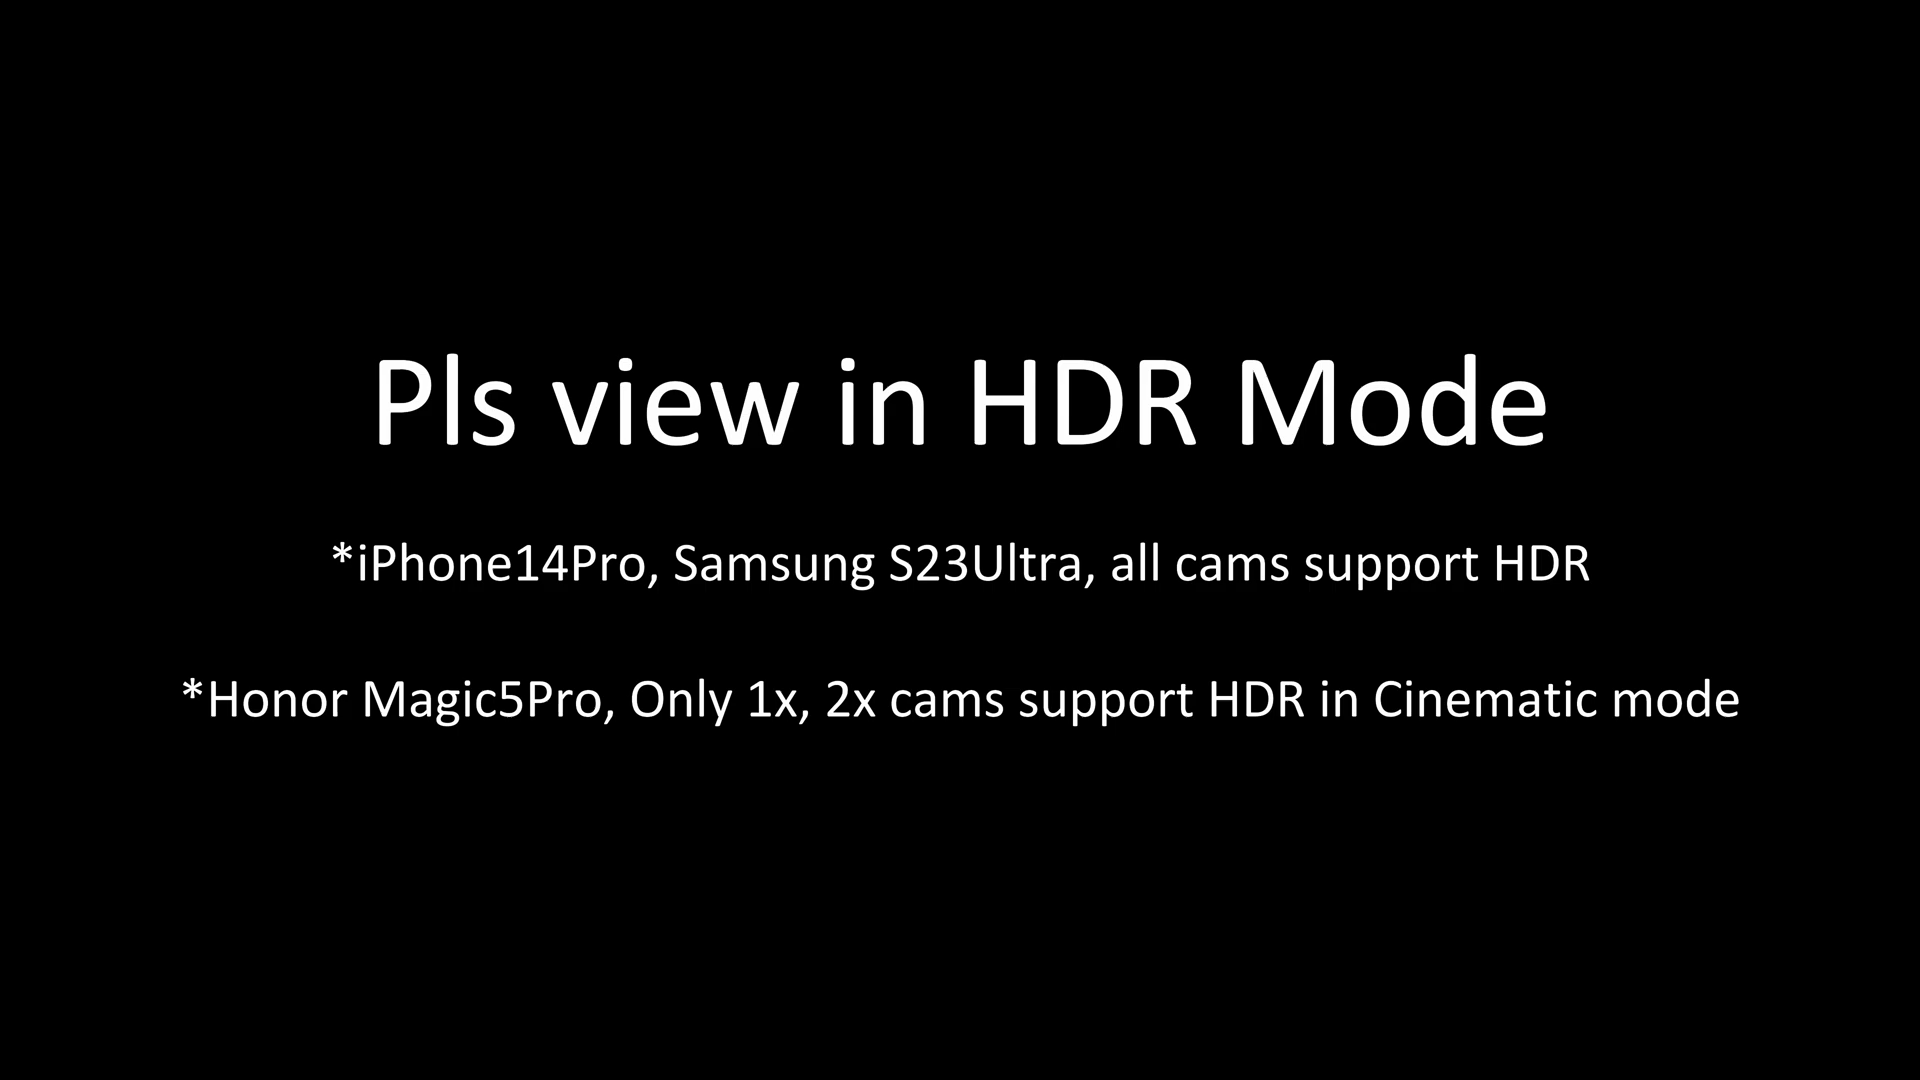 Pls view in HDR Mode
*iPhone14Pro, Samsung S23Ultra, all cams support HDR
*Honor Magic5Pro, Only 1x, 2x cams support HDR in Cinematic mode